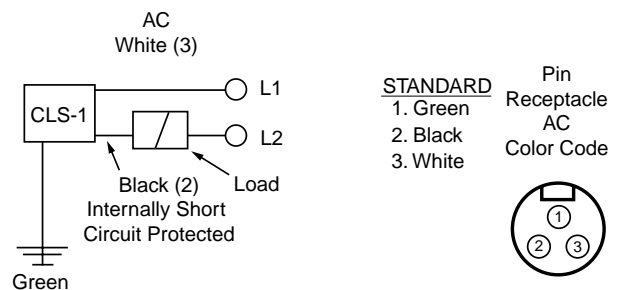 AC
White (3)
CLS-1
L1
L2
Black (2)
Internally Short
Circuit Protected
Load
Green
STANDARD
1. Green
2. Black
3. White
Pin
Receptacle
AC
Color Code
1
2
3